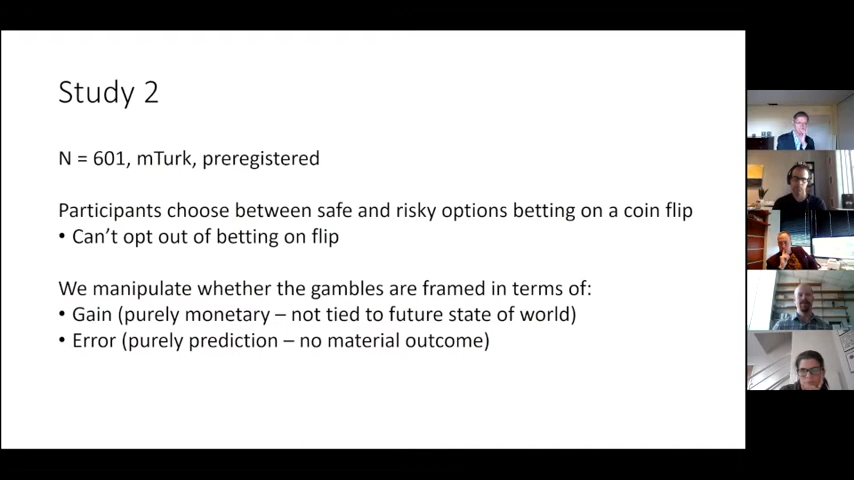 Study 2
N = 601, mTurk, preregistered
Participants choose between safe and risky options betting on a coin flip
• Can’t opt out of betting on flip
We manipulate whether the gambles are framed in terms of:
• Gain (purely monetary – not tied to future state of world)
• Error (purely prediction – no material outcome)